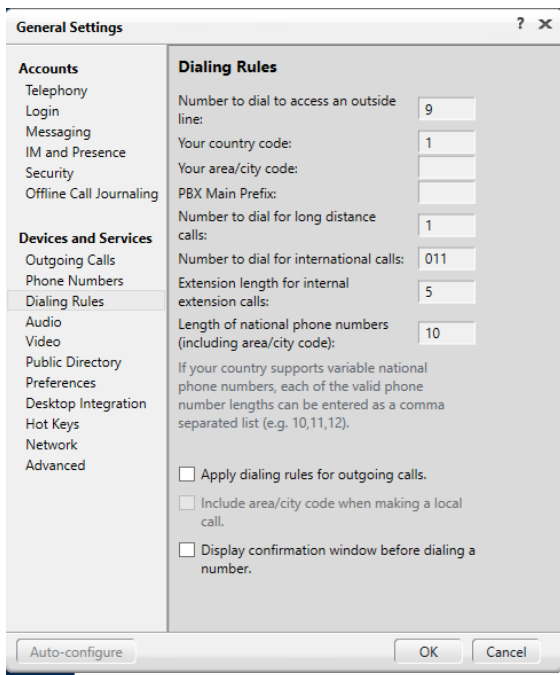 General Settings
?
Accounts
Telephony
Login
Messaging
IM and Presence
Security
Offline Call Journaling
Devices and Services
Outgoing Calls
Phone Numbers
Dialing Rules
Audio
Video
Public Directory
Preferences
Desktop Integration
Hot Keys
Network
Advanced
Dialing Rules
Number to dial to access an outside
line:
9
Your country code:
1
Your area/city code:
PBX Main Prefix:
Number to dial for long distance
calls:
1
Number to dial for international calls:
011
Extension length for internal
extension calls:
5
Length of national phone numbers
(including area/city code):
10
If your country supports variable national
phone numbers, each of the valid phone
number lengths can be entered as a comma
separated list (e.g. 10,11,12).
Apply dialing rules for outgoing calls.
Include area/city code when making a local
call.
Display confirmation window before dialing a
number.
Auto-configure
OK
Cancel